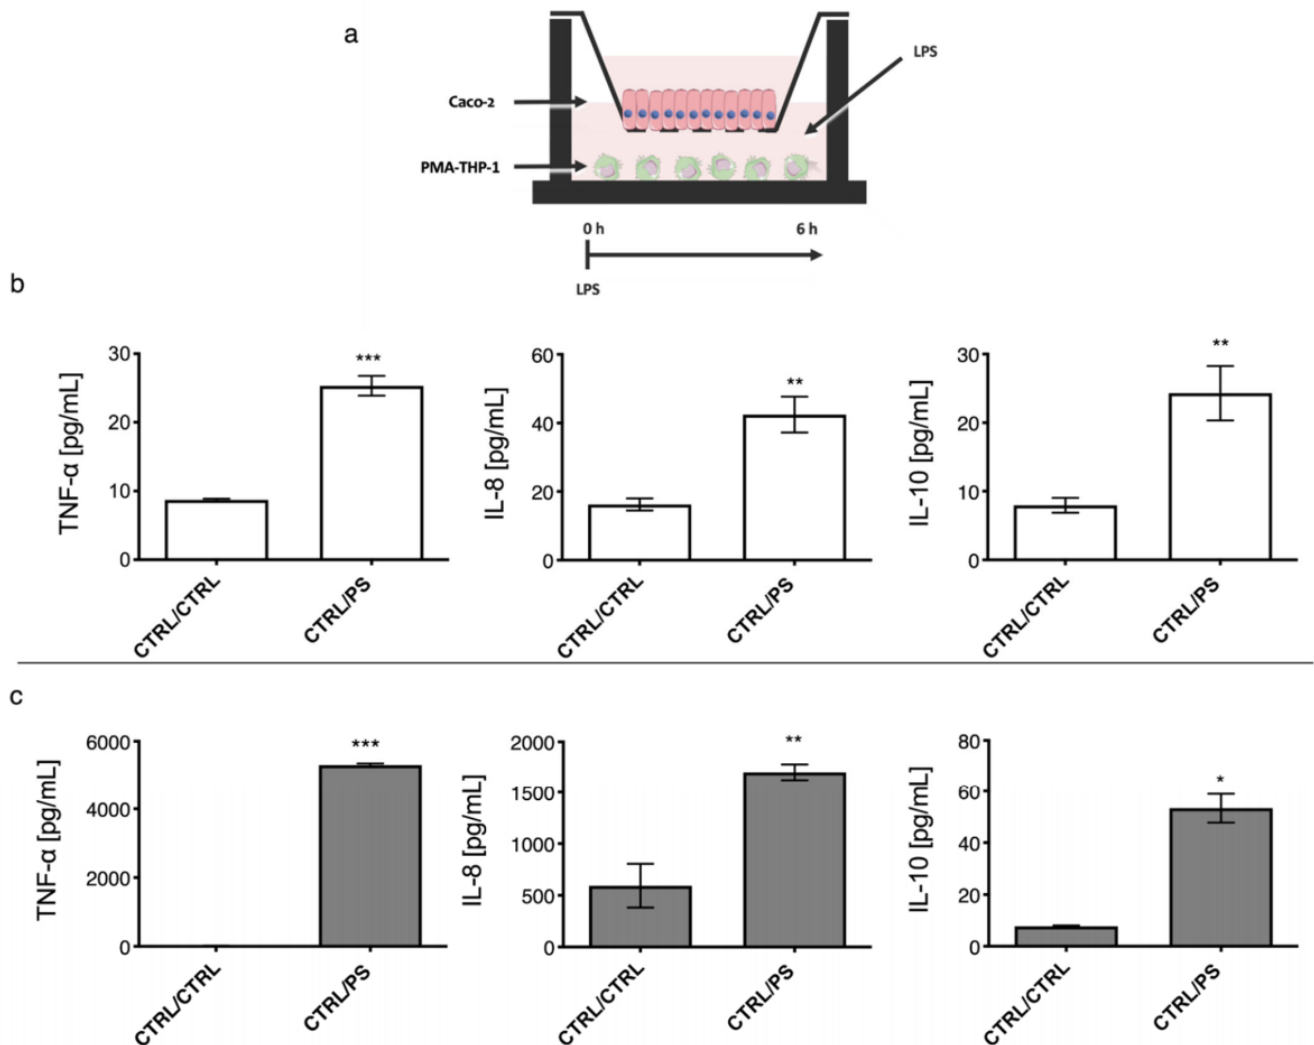 a
LPS
Caco-2
PMA-THP-1
0 h 6 h
LPS
b
TNF-α [pg/mL]
30
20
10
0
***
CTRL/CTRL
CTRL/PS
IL-8 [pg/mL]
60
40
20
0
**
CTRL/CTRL
CTRL/PS
IL-10 [pg/mL]
30
20
10
0
**
CTRL/CTRL
CTRL/PS
c
TNF-α [pg/mL]
6000
4000
2000
0
***
CTRL/CTRL
CTRL/PS
IL-8 [pg/mL]
2000
1500
1000
500
0
**
CTRL/CTRL
CTRL/PS
IL-10 [pg/mL]
80
60
40
20
0
*
CTRL/CTRL
CTRL/PS